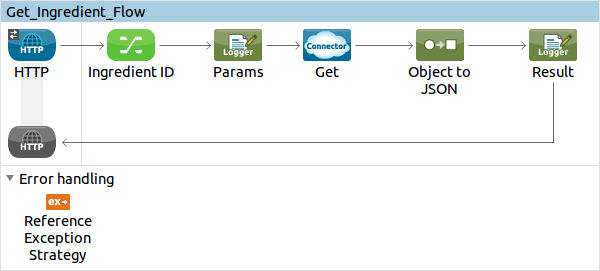 Get_Ingredient_Flow
HTTP
Logger
Connector
Logger
HTTP
Ingredient ID
Params
Get
Object to
JSON
Result
HTTP
Error handling
ex
Reference
Exception
Strategy